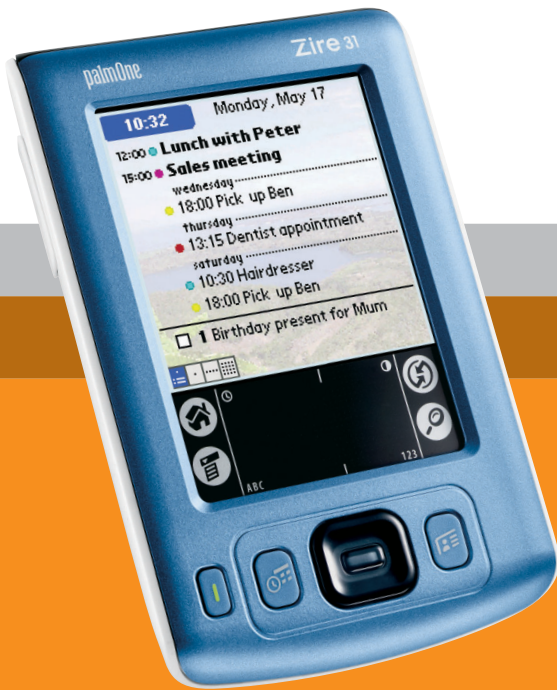 palmOne
Zire 31
10:32 Monday, May 17
12:00 Lunch with Peter
15:00 Sales meeting
wednesday
18:00 Pick up Ben
thursday
13:15 Dentist appointment
saturday
10:30 Hairdresser
18:00 Pick up Ben
1 Birthday present for Mum
ABC 123